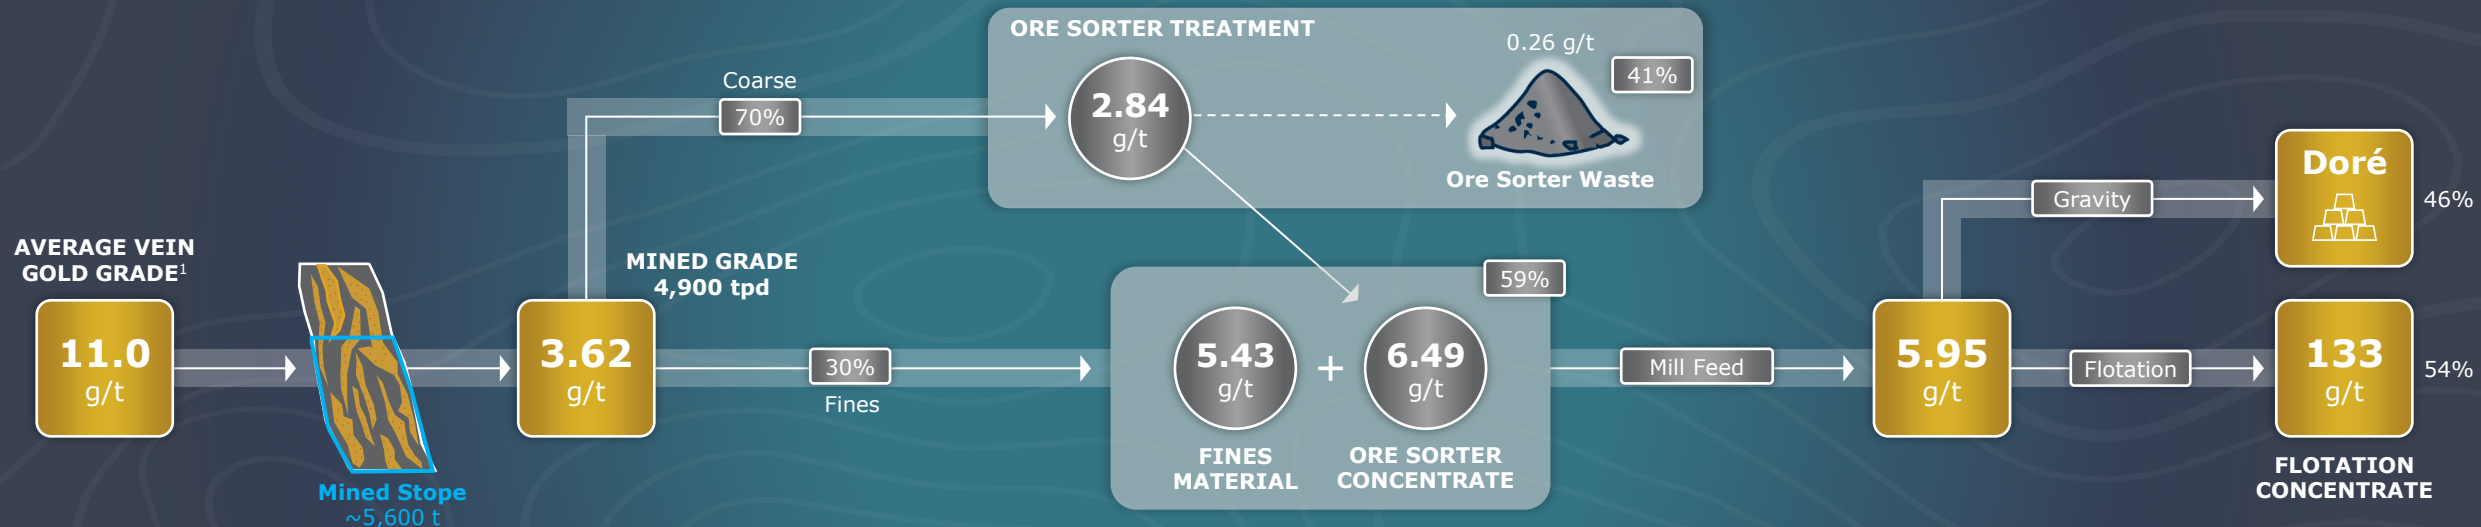 ORE SORTER TREATMENT
0.26 g/t
41%
Coarse
70%
2.84
g/t
Ore Sorter Waste
Doré
Gravity
46%
AVERAGE VEIN
GOLD GRADE¹
11.0
g/t
Mined Stope
~5,600 t
MINED GRADE
4,900 tpd
3.62
g/t
30%
Fines
59%
5.43
g/t
+
6.49
g/t
FINES
MATERIAL
ORE SORTER
CONCENTRATE
Mill Feed
5.95
g/t
Flotation
133
g/t
54%
FLOTATION
CONCENTRATE